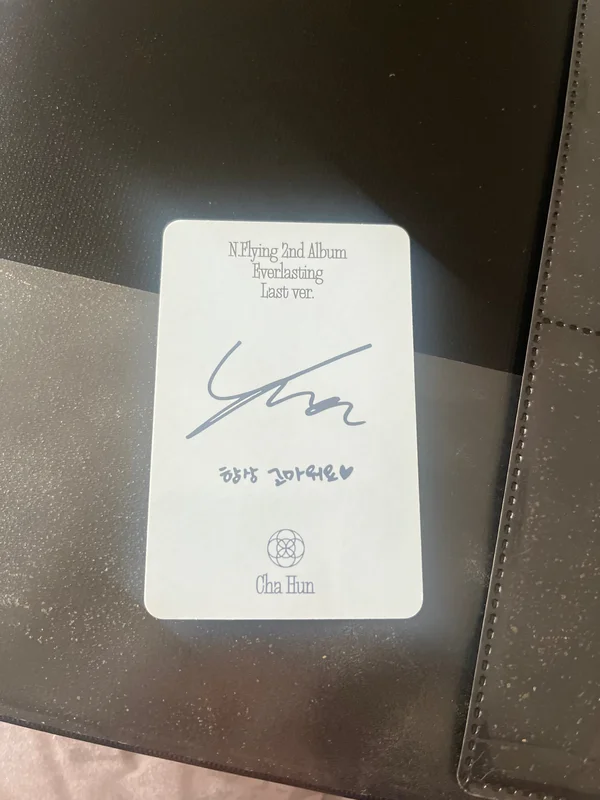 N.Flying 2nd Album
Everlasting
Last ver.
항상 고마워요♥
Cha Hun